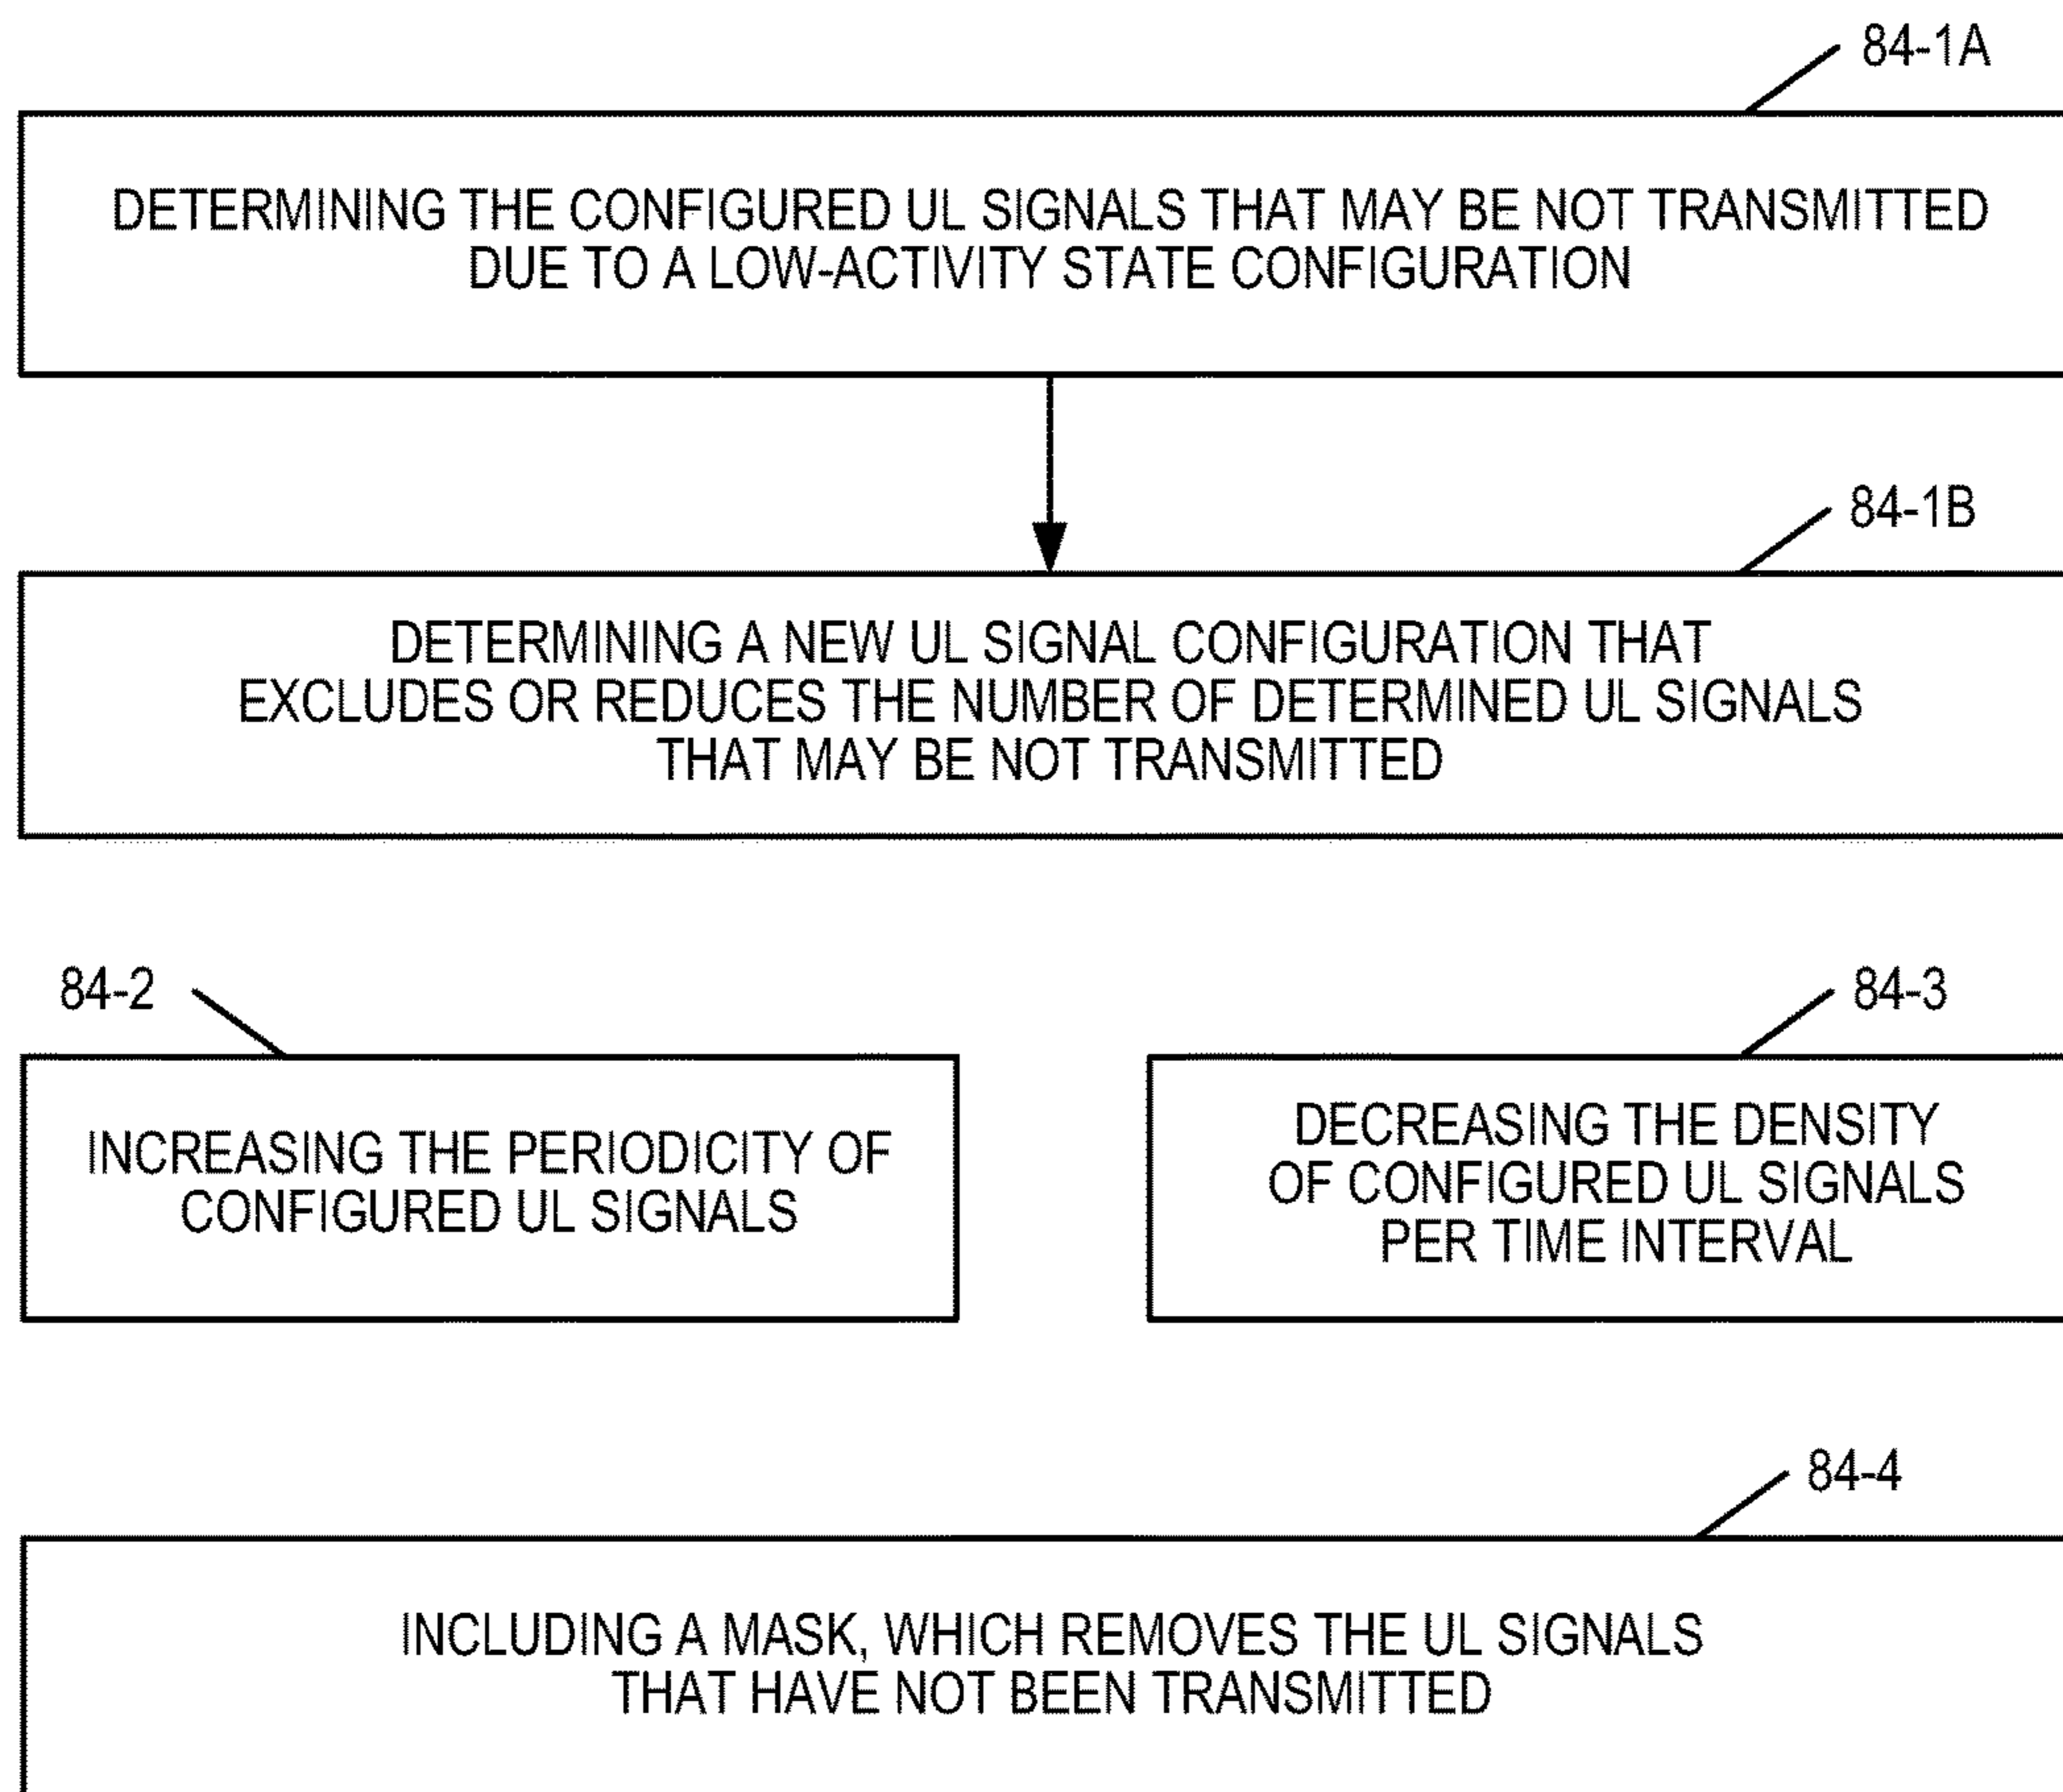 84-1A
DETERMINING THE CONFIGURED UL SIGNALS THAT MAY BE NOT TRANSMITTED
DUE TO A LOW-ACTIVITY STATE CONFIGURATION
84-1B
DETERMINING A NEW UL SIGNAL CONFIGURATION THAT
EXCLUDES OR REDUCES THE NUMBER OF DETERMINED UL SIGNALS
THAT MAY BE NOT TRANSMITTED
84-2
INCREASING THE PERIODICITY OF
CONFIGURED UL SIGNALS
84-3
DECREASING THE DENSITY
OF CONFIGURED UL SIGNALS
PER TIME INTERVAL
84-4
INCLUDING A MASK, WHICH REMOVES THE UL SIGNALS
THAT HAVE NOT BEEN TRANSMITTED